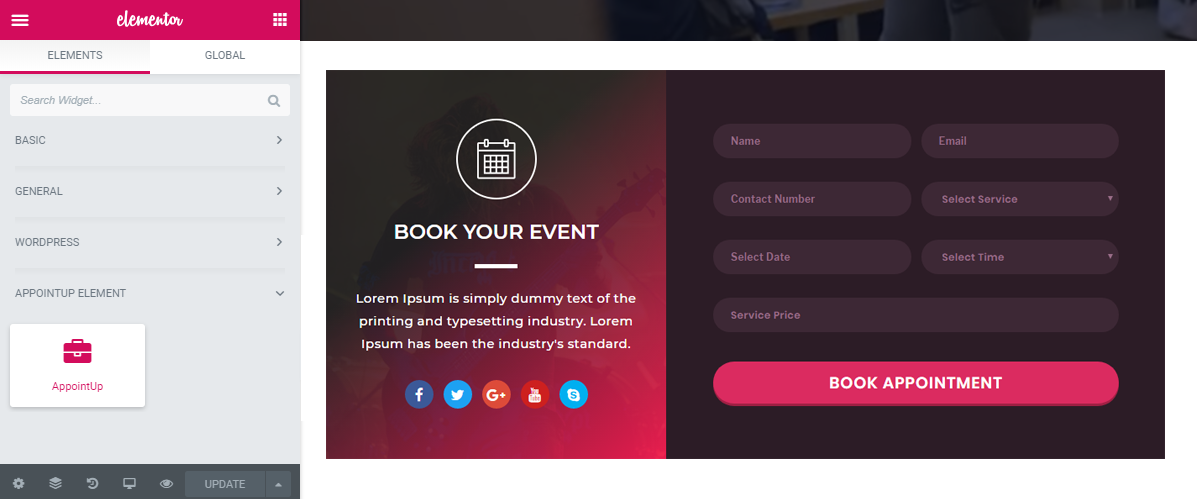 elementor
ELEMENTS
GLOBAL
Search Widget...
BASIC
GENERAL
WORDPRESS
APPOINTUP ELEMENT
AppointUp
UPDATE
BOOK YOUR EVENT
Lorem Ipsum is simply dummy text of the
printing and typesetting industry. Lorem
Ipsum has been the industry's standard.
Name
Email
Contact Number
Select Service
Select Date
Select Time
Service Price
BOOK APPOINTMENT